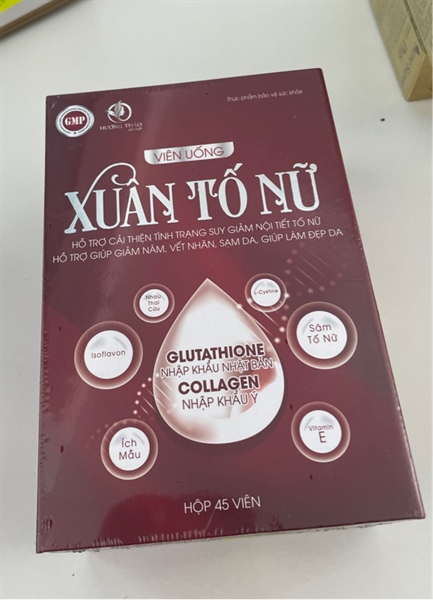 GMP
HƯƠNG THẢO
Thực phẩm bảo vệ sức khỏe
VIÊN UỐNG
XUÂN TỐ NỮ
HỖ TRỢ CẢI THIỆN TÌNH TRẠNG SUY GIẢM NỘI TIẾT TỐ NỮ
HỖ TRỢ GIÚP GIẢM NÁM, VẾT NHĂN, SẠM DA, GIÚP LÀM ĐẸP DA
Nhau
Thai
Cừu
L-Cystine
Isoflavon
Sâm
Tố Nữ
GLUTATHIONE
NHẬP KHẨU NHẬT BẢN
COLLAGEN
NHẬP KHẨU Ý
Ích
Mẫu
Vitamin
E
HỘP 45 VIÊN